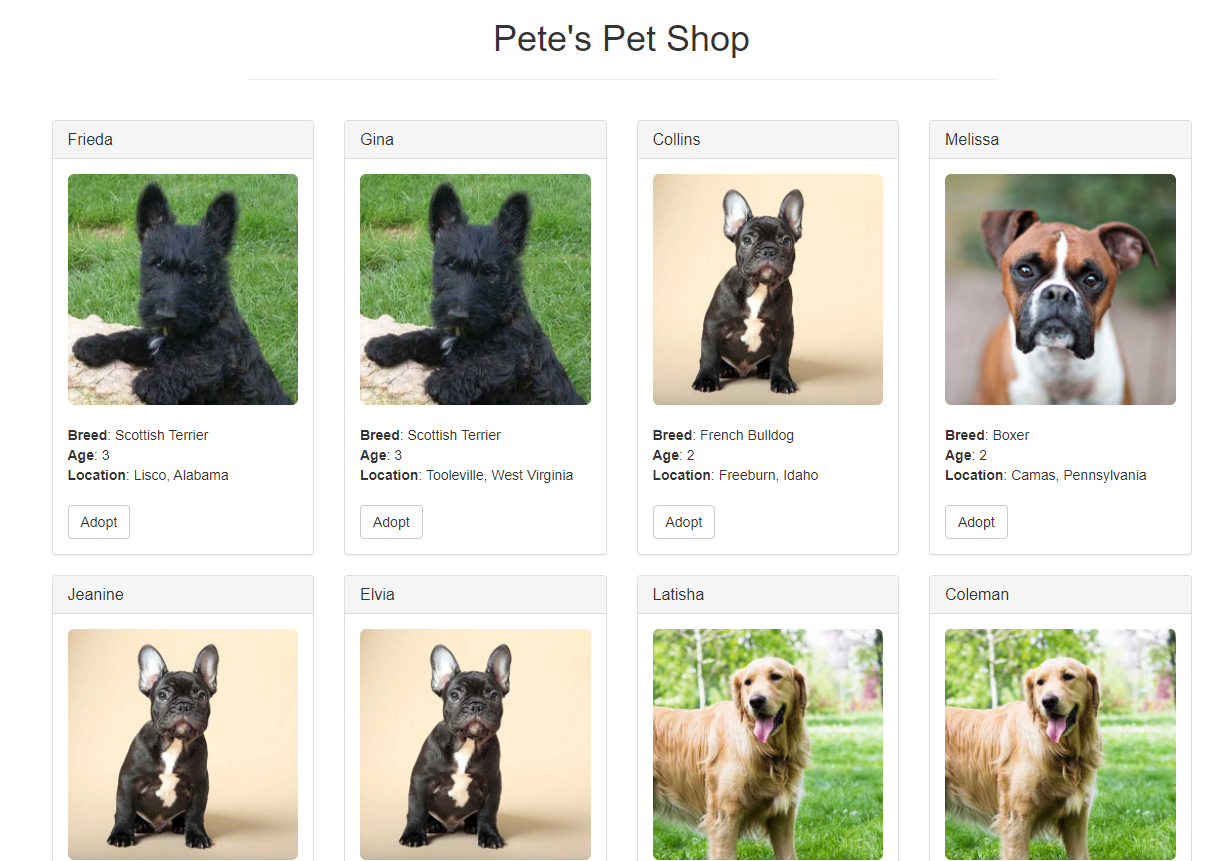 Pete's Pet Shop
Frieda
Breed: Scottish Terrier
Age: 3
Location: Lisco, Alabama
Adopt
Gina
Breed: Scottish Terrier
Age: 3
Location: Tooleville, West Virginia
Adopt
Collins
Breed: French Bulldog
Age: 2
Location: Freeburn, Idaho
Adopt
Melissa
Breed: Boxer
Age: 2
Location: Camas, Pennsylvania
Adopt
Jeanine
Elvia
Latisha
Coleman